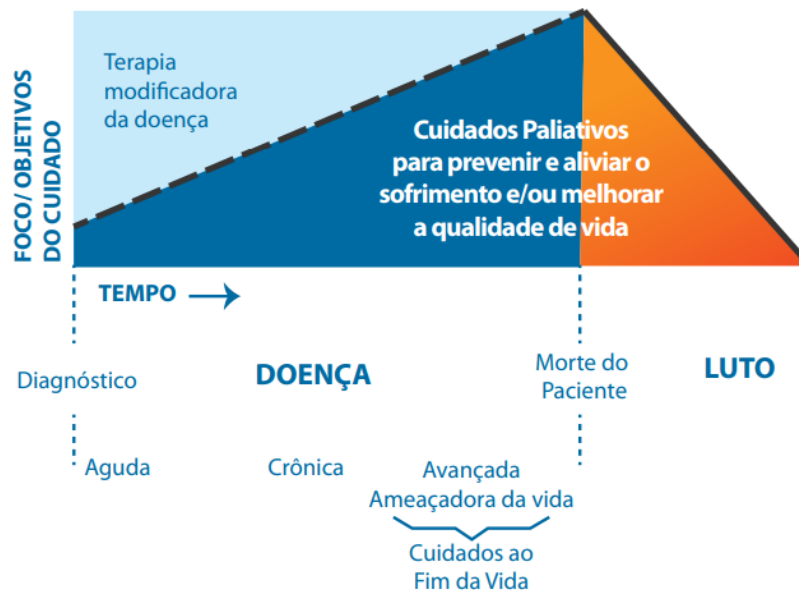 FOCO/ OBJETIVOS
DO CUIDADO
Terapia
modificadora
da doença
Cuidados Paliativos
para prevenir e aliviar o
sofrimento e/ou melhorar
a qualidade de vida
TEMPO
Diagnóstico
DOENÇA
Morte do
Paciente
LUTO
Aguda
Crônica
Avançada
Ameaçadora da vida
Cuidados ao
Fim da Vida